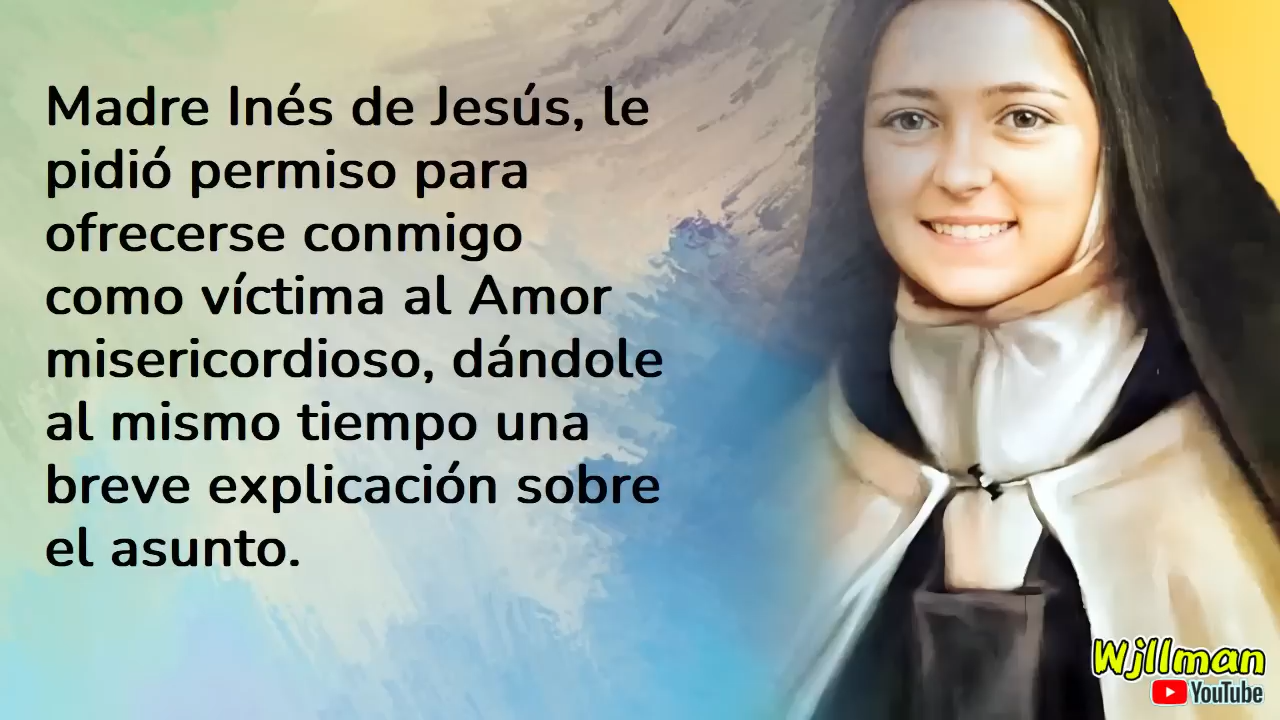 Madre Inés de Jesús, le
pidió permiso para
ofrecerse conmigo
como víctima al Amor
misericordioso, dándole
al mismo tiempo una
breve explicación sobre
el asunto.
Wjllman
YouTube